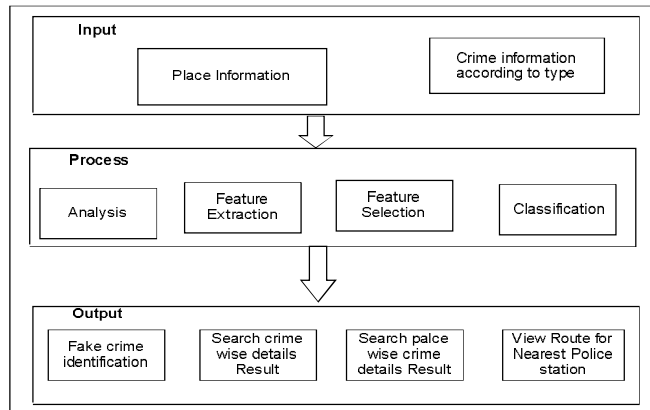 Input
Place Information
Crime information
according to type
Process
Analysis
Feature
Extraction
Feature
Selection
Classification
Output
Fake crime
identification
Search crime
wise details
Result
Search palce
wise crime
details Result
View Route for
Nearest Police
station